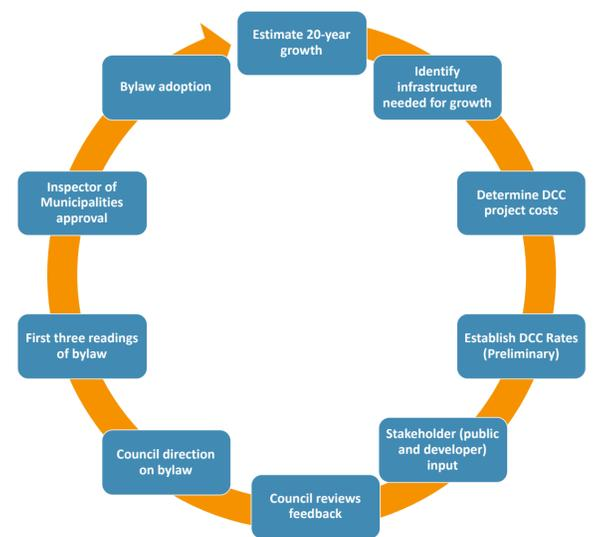 Estimate 20-year
growth
Identify
infrastructure
needed for growth
Determine DCC
project costs
Establish DCC Rates
(Preliminary)
Stakeholder (public
and developer)
input
Council reviews
feedback
Council direction
on bylaw
First three readings
of bylaw
Inspector of
Municipalities
approval
Bylaw adoption